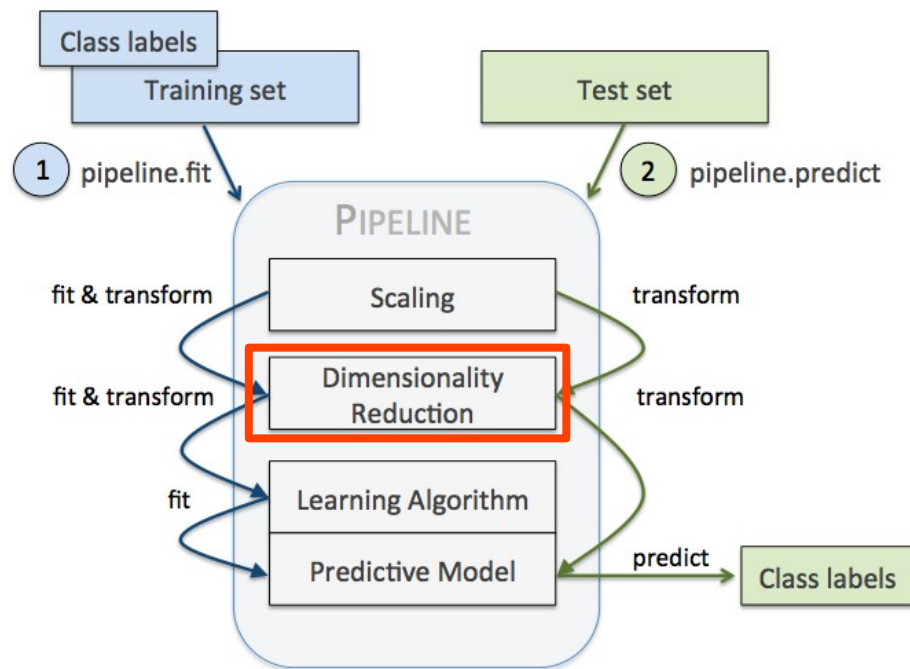 Class labels
Training set
Test set
1 pipeline.fit
2 pipeline.predict
PIPELINE
fit & transform
Scaling
transform
fit & transform
Dimensionality
Reduction
transform
fit
Learning Algorithm
Predictive Model
predict
Class labels